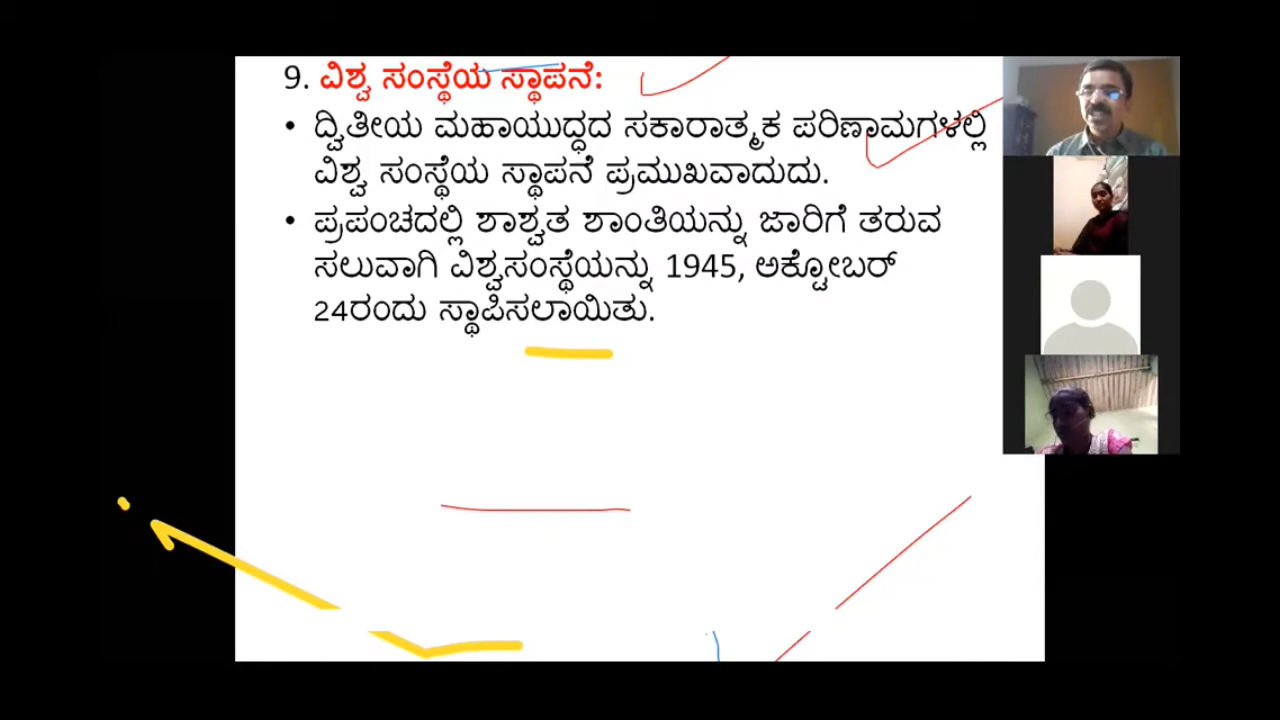 9. ವಿಶ್ವ ಸಂಸ್ಥೆಯ ಸ್ಥಾಪನೆ:
• ದ್ವಿತೀಯ ಮಹಾಯುದ್ಧದ ಸಕಾರಾತ್ಮಕ ಪರಿಣಾಮಗಳಲ್ಲಿ
ವಿಶ್ವ ಸಂಸ್ಥೆಯ ಸ್ಥಾಪನೆ ಪ್ರಮುಖವಾದುದು.
• ಪ್ರಪಂಚದಲ್ಲಿ ಶಾಶ್ವತ ಶಾಂತಿಯನ್ನು ಜಾರಿಗೆ ತರುವ
ಸಲುವಾಗಿ ವಿಶ್ವಸಂಸ್ಥೆಯನ್ನು 1945, ಅಕ್ಟೋಬರ್
24ರಂದು ಸ್ಥಾಪಿಸಲಾಯಿತು.